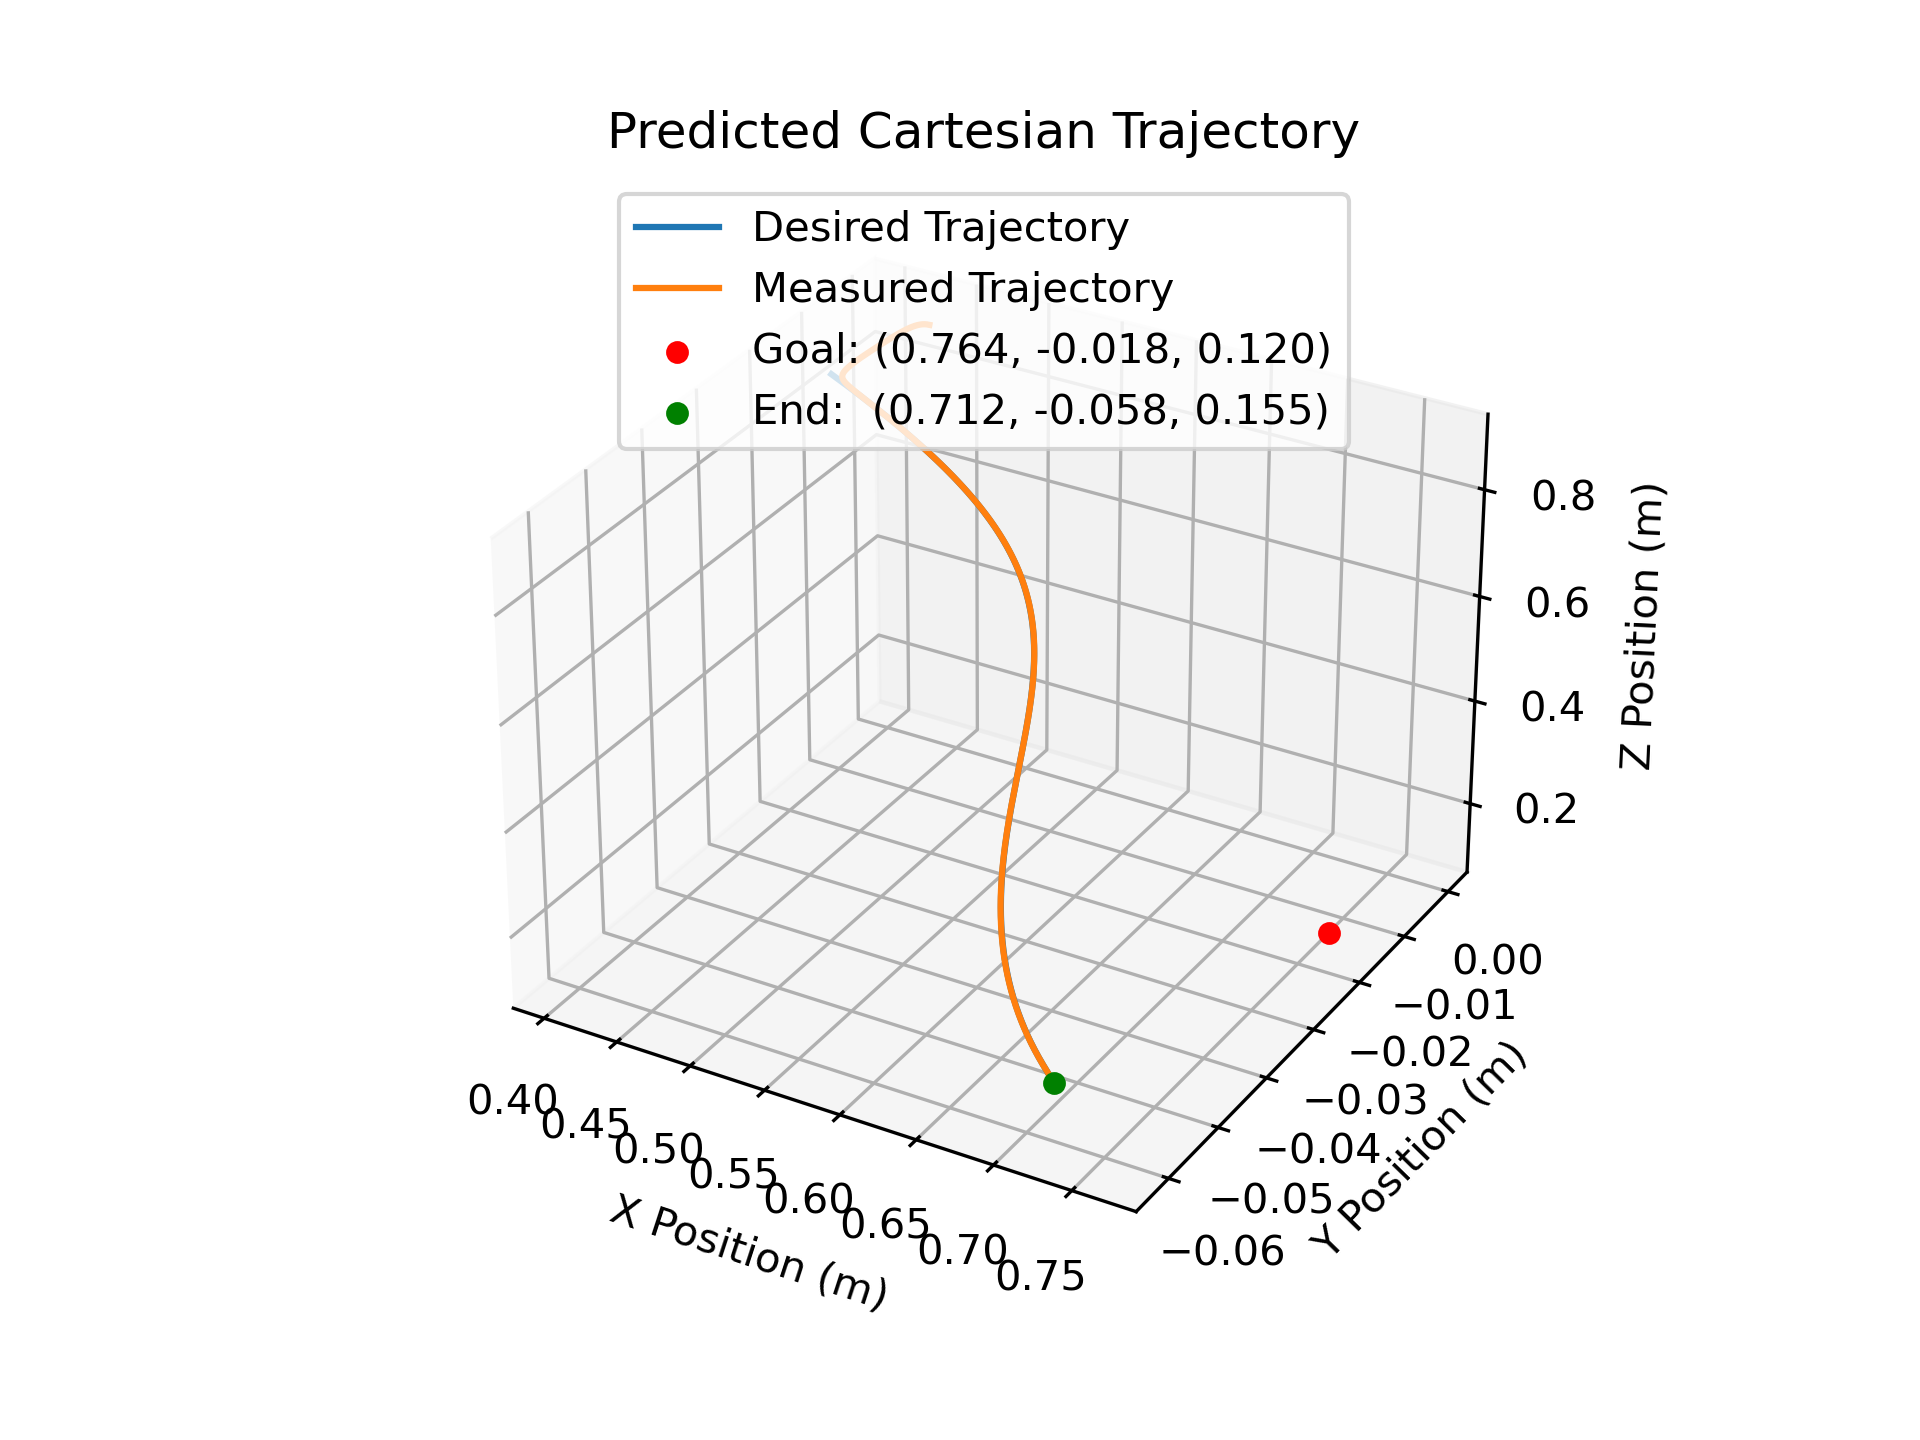 Predicted Cartesian Trajectory
Desired Trajectory
Measured Trajectory
Goal: (0.764, -0.018, 0.120)
End: (0.712, -0.058, 0.155)
0.8
0.6
0.4
0.2
Z Position (m)
0.00
−0.01
−0.02
−0.03
−0.04
−0.05
−0.06
Y Position (m)
0.40
0.45
0.50
0.55
0.60
0.65
0.70
0.75
X Position (m)